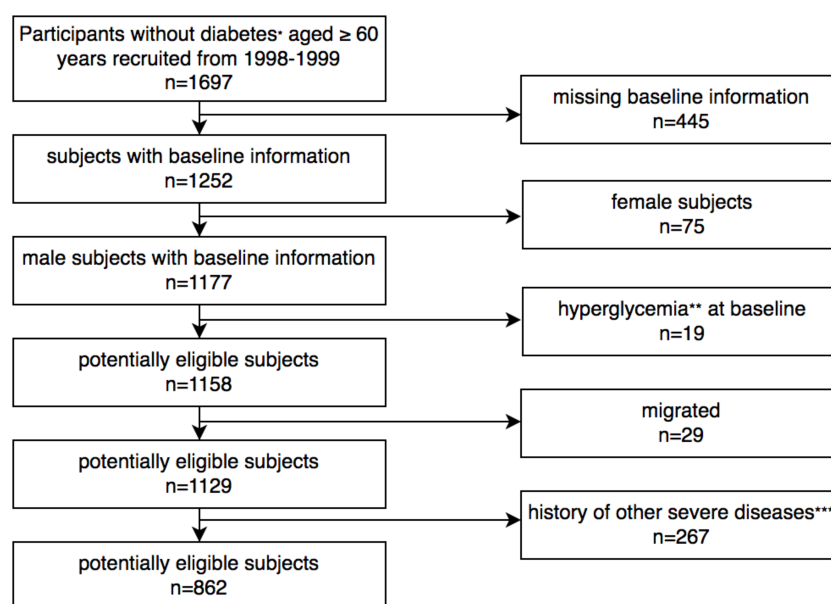 Participants without diabetes* aged ≥ 60
years recruited from 1998-1999
n=1697
missing baseline information
n=445
subjects with baseline information
n=1252
female subjects
n=75
male subjects with baseline information
n=1177
hyperglycemia** at baseline
n=19
potentially eligible subjects
n=1158
migrated
n=29
potentially eligible subjects
n=1129
history of other severe diseases***
n=267
potentially eligible subjects
n=862